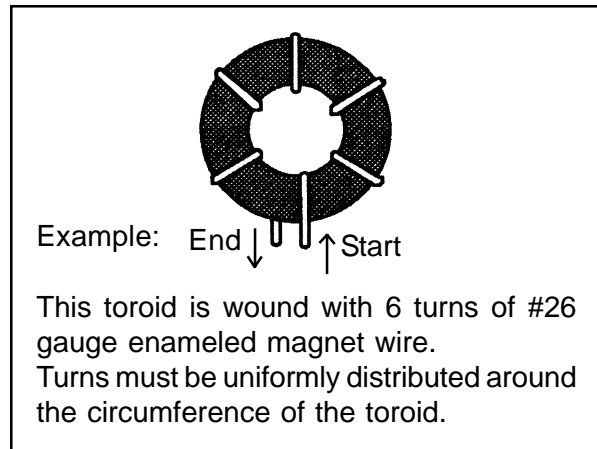 Example: End Start
This toroid is wound with 6 turns of #26
gauge enameled magnet wire.
Turns must be uniformly distributed around
the circumference of the toroid.